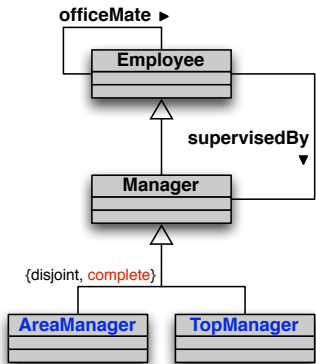 officeMate ►
Employee
supervisedBy
▼
Manager
{disjoint, complete}
AreaManager
TopManager